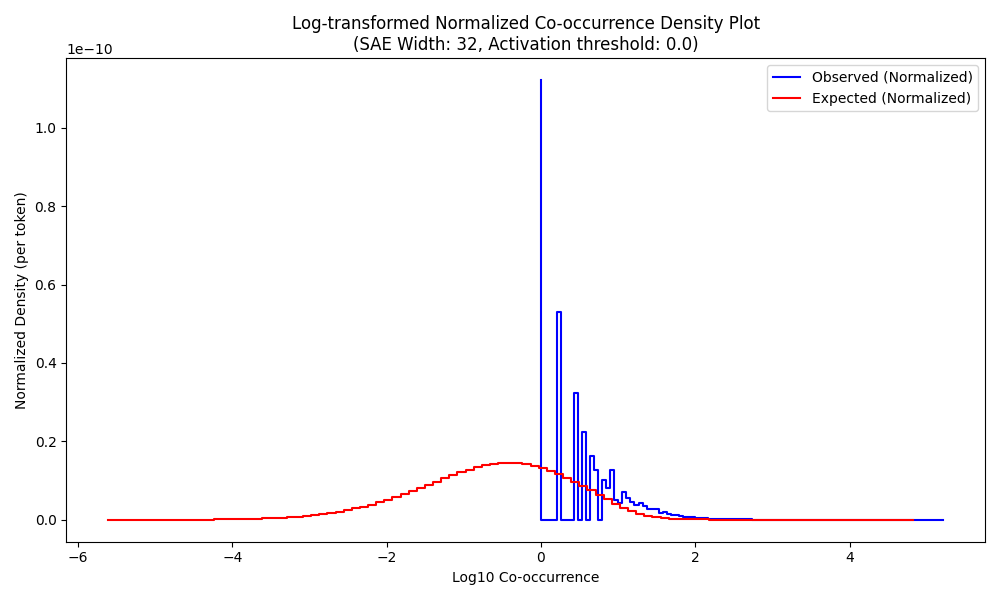 Log-transformed Normalized Co-occurrence Density Plot
(SAE Width: 32, Activation threshold: 0.0)
1e−10
Observed (Normalized)
Expected (Normalized)
1.0
0.8
0.6
0.4
0.2
0.0
Normalized Density (per token)
−6
−4
−2
0
2
4
Log10 Co-occurrence